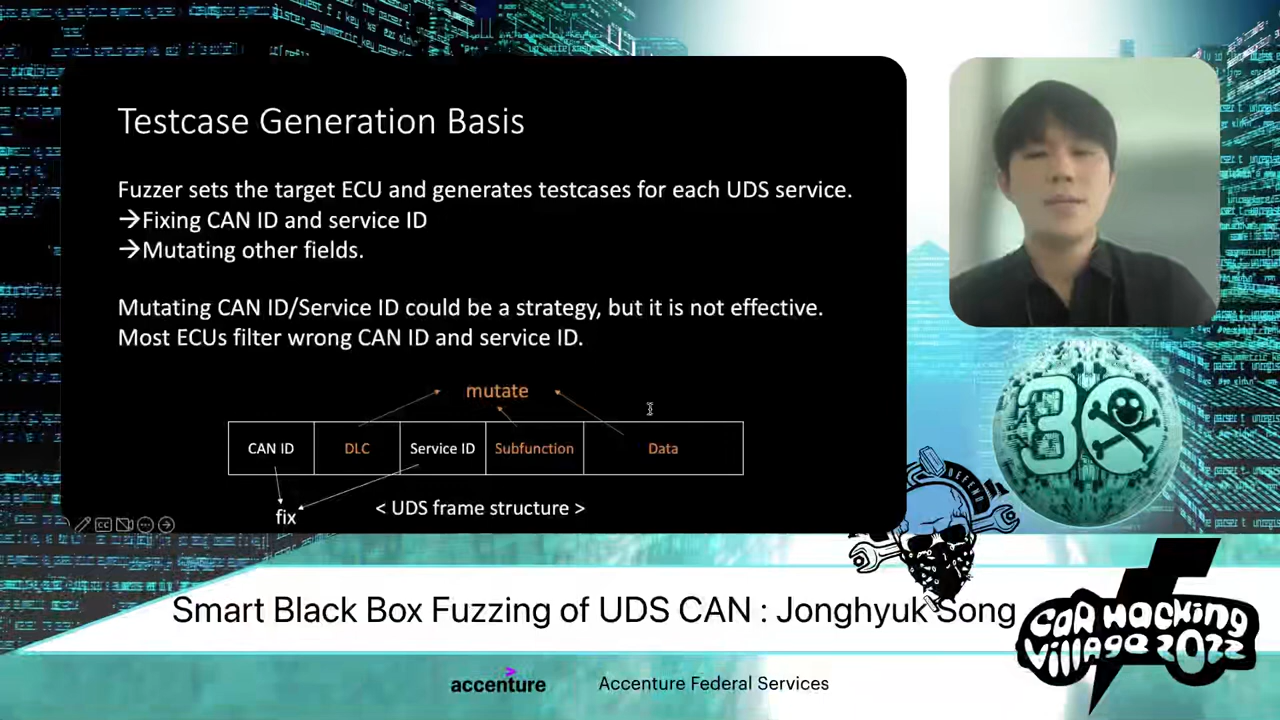 Testcase Generation Basis
Fuzzer sets the target ECU and generates testcases for each UDS service.
→Fixing CAN ID and service ID
→Mutating other fields.
Mutating CAN ID/Service ID could be a strategy, but it is not effective.
Most ECUs filter wrong CAN ID and service ID.
mutate
CAN ID DLC Service ID Subfunction Data
fix
< UDS frame structure >
DEFEND
30
Smart Black Box Fuzzing of UDS CAN : Jonghyuk Song
CAR HACKING
VILLAGE 2022
accenture Accenture Federal Services